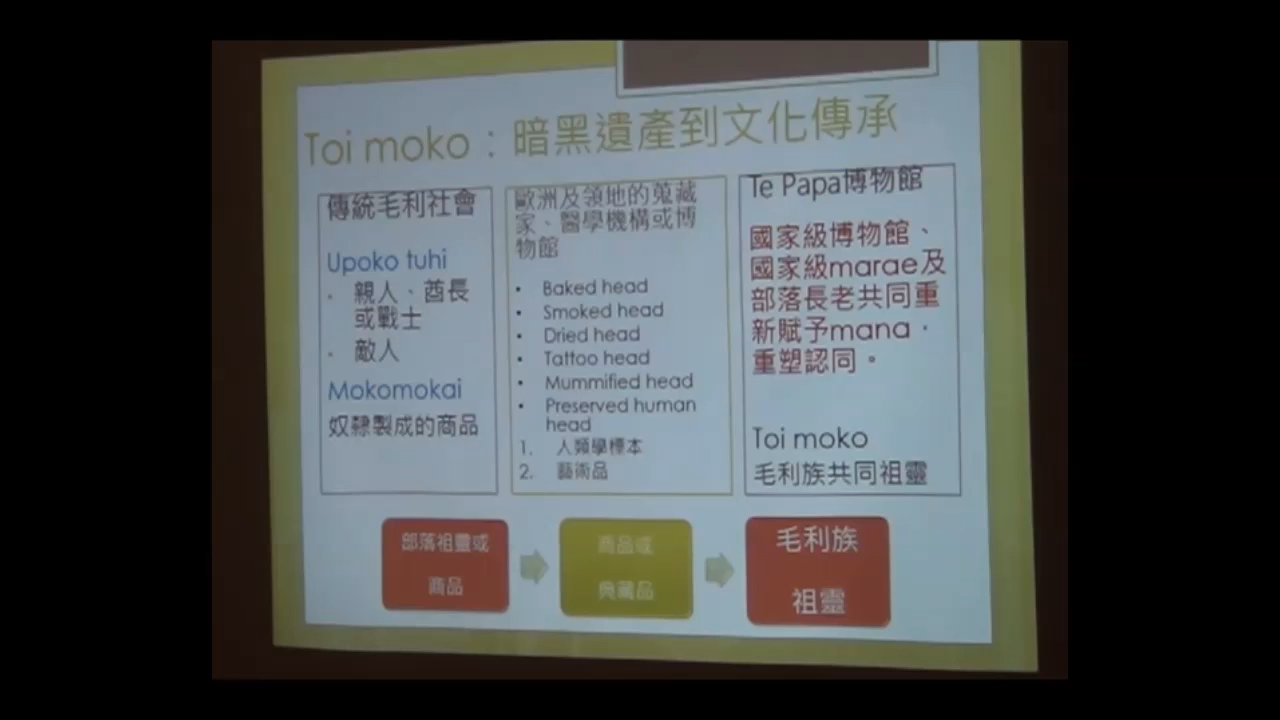 Toi moko：暗黑遺產到文化傳承
傳統毛利社會
Upoko tuhi
• 親人、酋長
或戰士
• 敵人
Mokomokai
奴隸製成的商品
歐洲及領地的蒐藏
家、醫學機構或博
物館
• Baked head
• Smoked head
• Dried head
• Tattoo head
• Mummified head
• Preserved human
head
1. 人類學標本
2. 藝術品
Te Papa博物館
國家級博物館、
國家級marae及
部落長老共同重
新賦予mana，
重塑認同。
Toi moko
毛利族共同祖靈
部落祖靈或
商品
商品或
典藏品
毛利族
祖靈